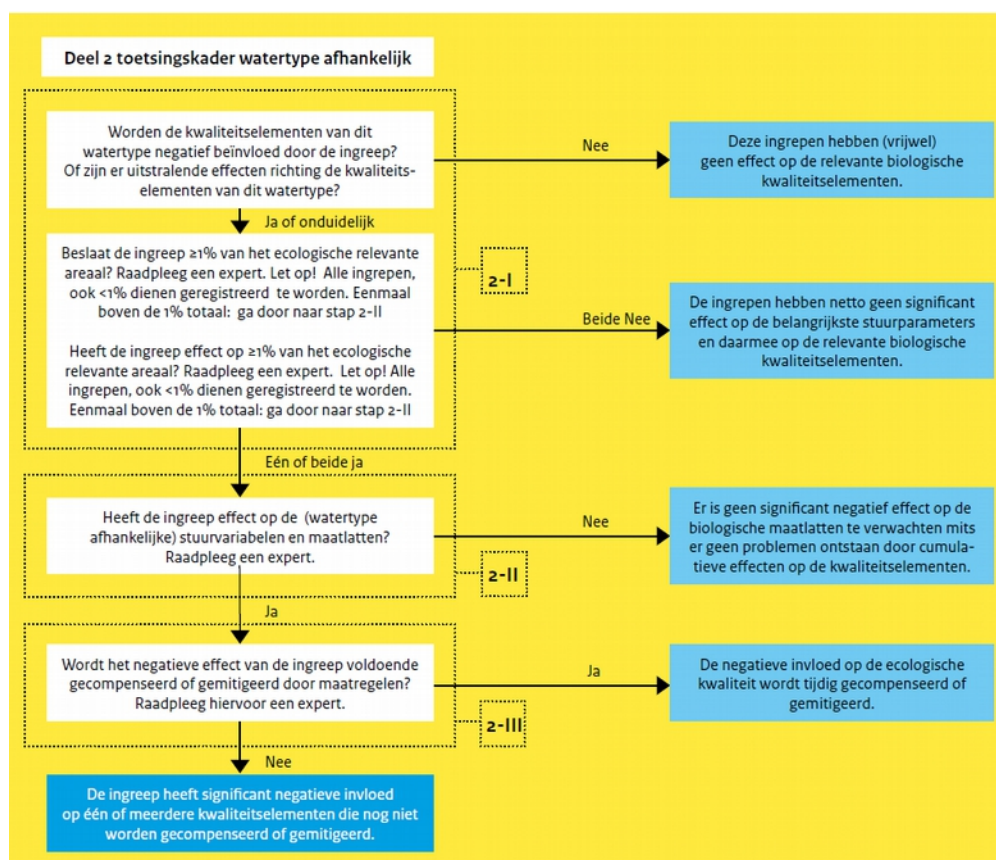 Deel 2 toetsingskader watertype afhankelijk
Worden de kwaliteitselementen van dit
watertype negatief beïnvloed door de ingreep?
Of zijn er uitstralende effecten richting de kwaliteits-
elementen van dit watertype?
Nee
Deze ingrepen hebben (vrijwel)
geen effect op de relevante biologische
kwaliteitselementen.
Ja of onduidelijk
Beslaat de ingreep ≥1% van het ecologische relevante
areaal? Raadpleeg een expert. Let op! Alle ingrepen,
ook <1% dienen geregistreerd te worden. Eenmaal
boven de 1% totaal: ga door naar stap 2-II
Heeft de ingreep effect op ≥1% van het ecologische
relevante areaal? Raadpleeg een expert. Let op! Alle
ingrepen, ook <1% dienen geregistreerd te worden.
Eenmaal boven de 1% totaal: ga door naar stap 2-II
2-I
Beide Nee
De ingrepen hebben netto geen significant
effect op de belangrijkste stuurparameters
en daarmee op de relevante biologische
kwaliteitselementen.
Eén of beide ja
Heeft de ingreep effect op de (watertype
afhankelijke) stuurvariabelen en maatlatten?
Raadpleeg een expert.
Nee
2-II
Er is geen significant negatief effect op de
biologische maatlatten te verwachten mits
er geen problemen ontstaan door cumula-
tieve effecten op de kwaliteitselementen.
Ja
Wordt het negatieve effect van de ingreep voldoende
gecompenseerd of gemitigeerd door maatregelen?
Raadpleeg hiervoor een expert.
Ja
2-III
De negatieve invloed op de ecologische
kwaliteit wordt tijdig gecompenseerd of
gemitigeerd.
Nee
De ingreep heeft significant negatieve invloed
op één of meerdere kwaliteitselementen die nog niet
worden gecompenseerd of gemitigeerd.